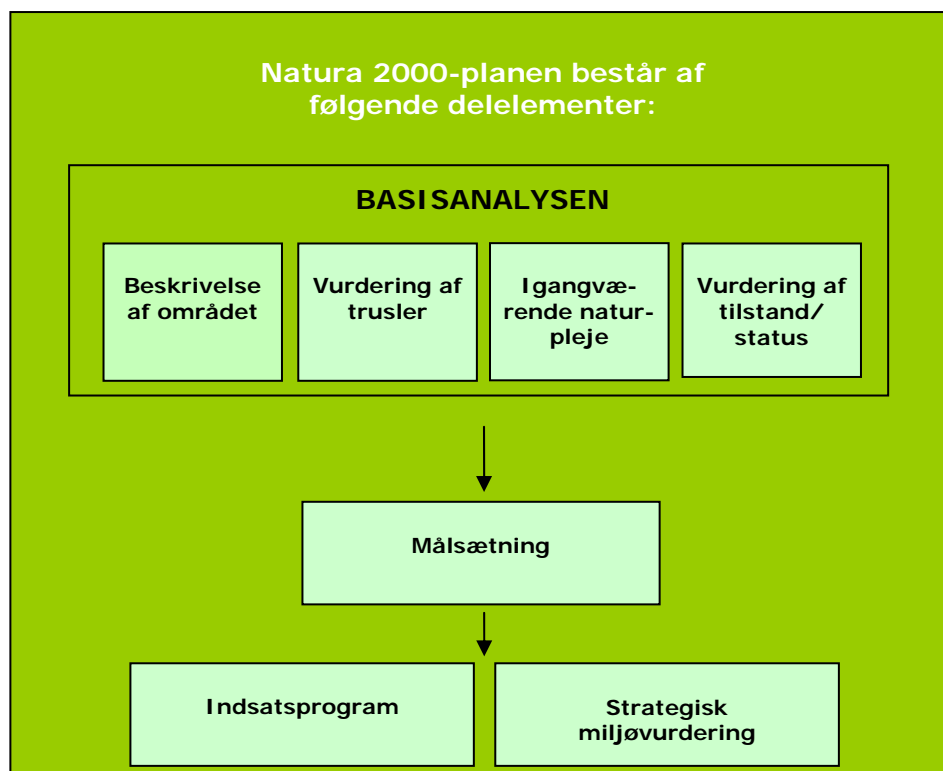 Natura 2000-planen består af
følgende delelementer:
BASISANALYSEN
Beskrivelse
af området
Vurdering af
trusler
Igangvæ-
rende natur-
pleje
Vurdering af
tilstand/
status
Målsætning
Indsatsprogram
Strategisk
miljøvurdering